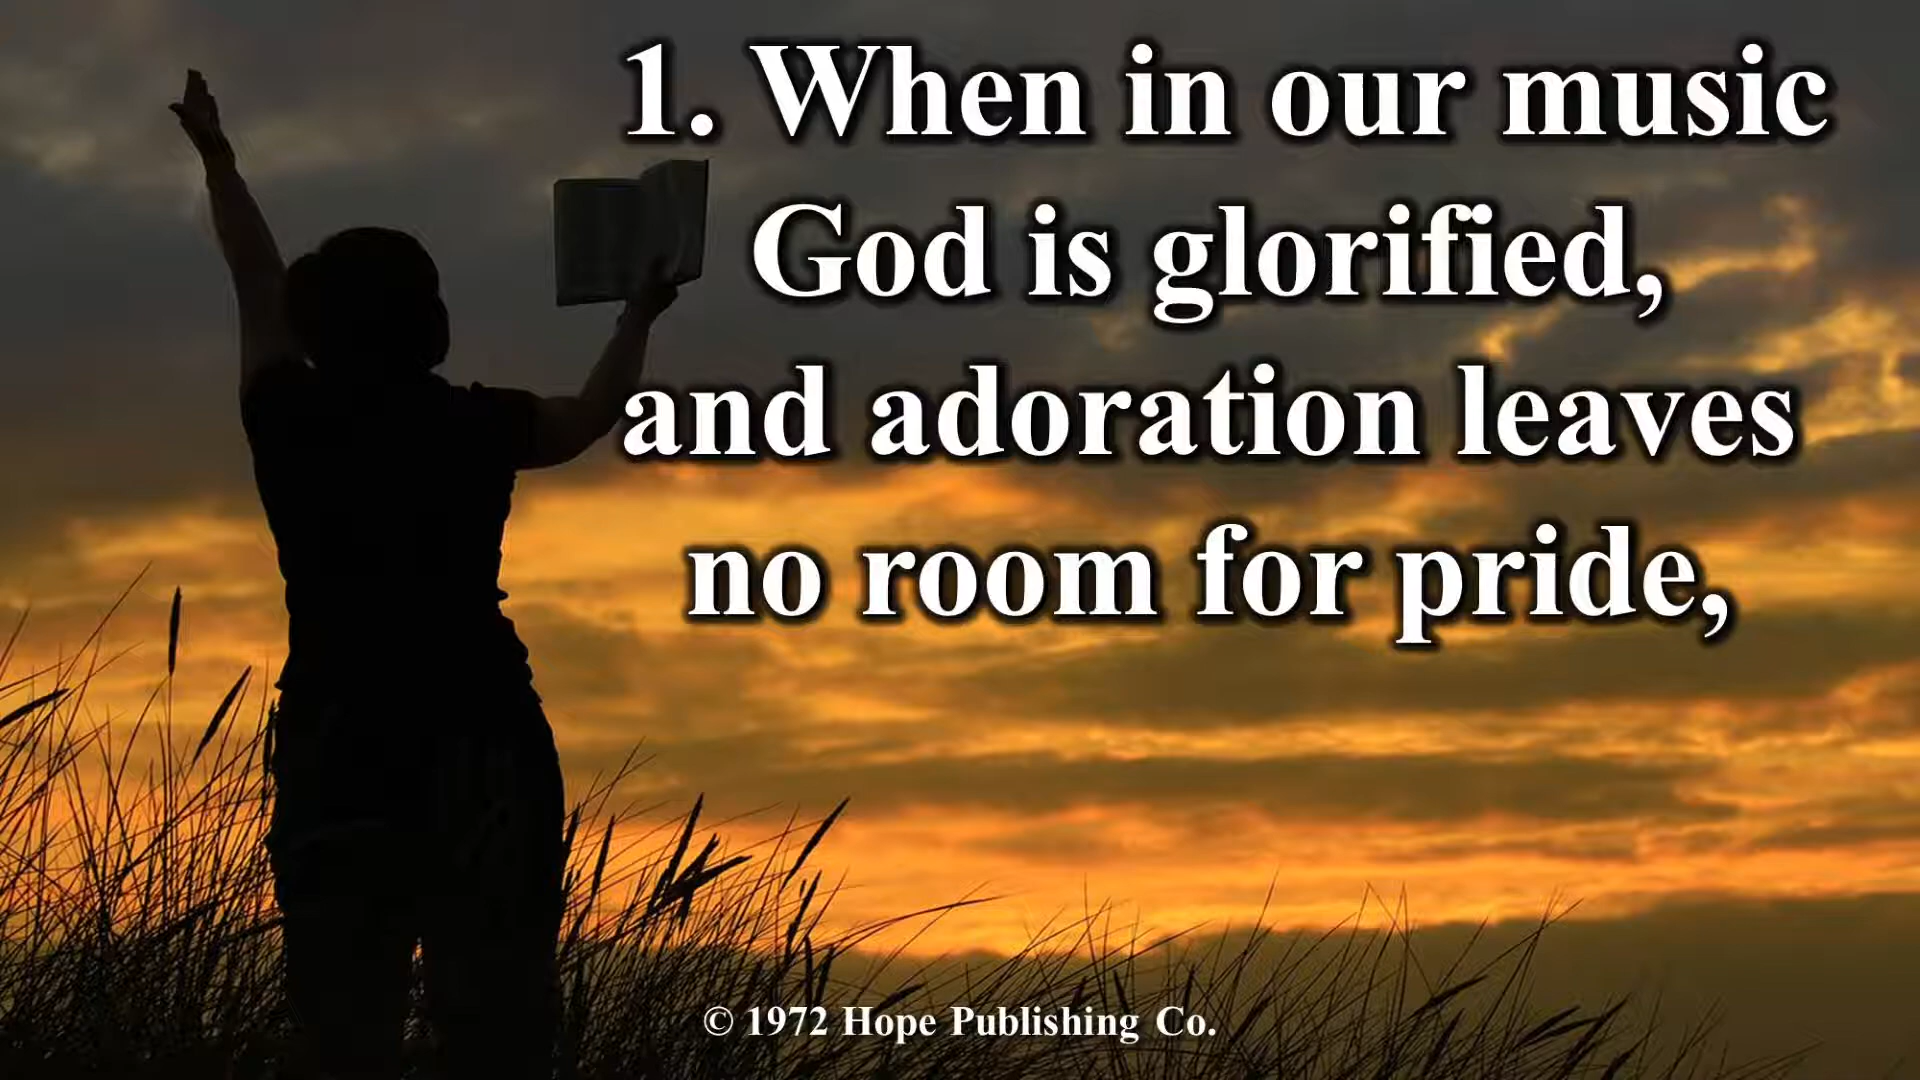 1. When in our music
God is glorified,
and adoration leaves
no room for pride,
© 1972 Hope Publishing Co.